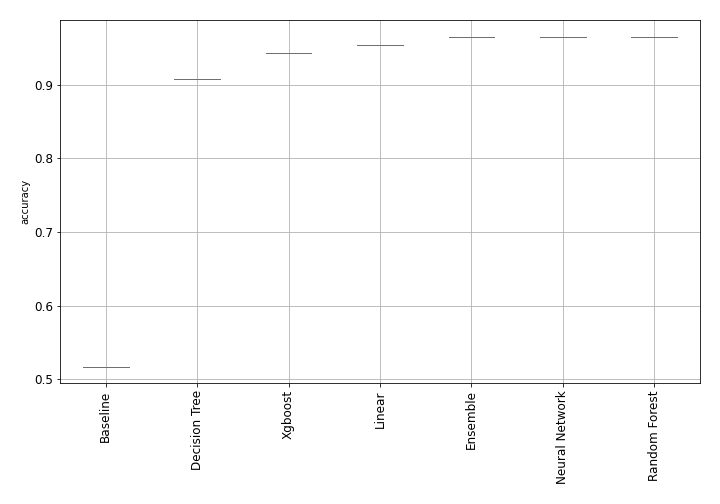 0.9
0.8
0.7
0.6
0.5
accuracy
Baseline
Decision Tree
Xgboost
Linear
Ensemble
Neural Network
Random Forest